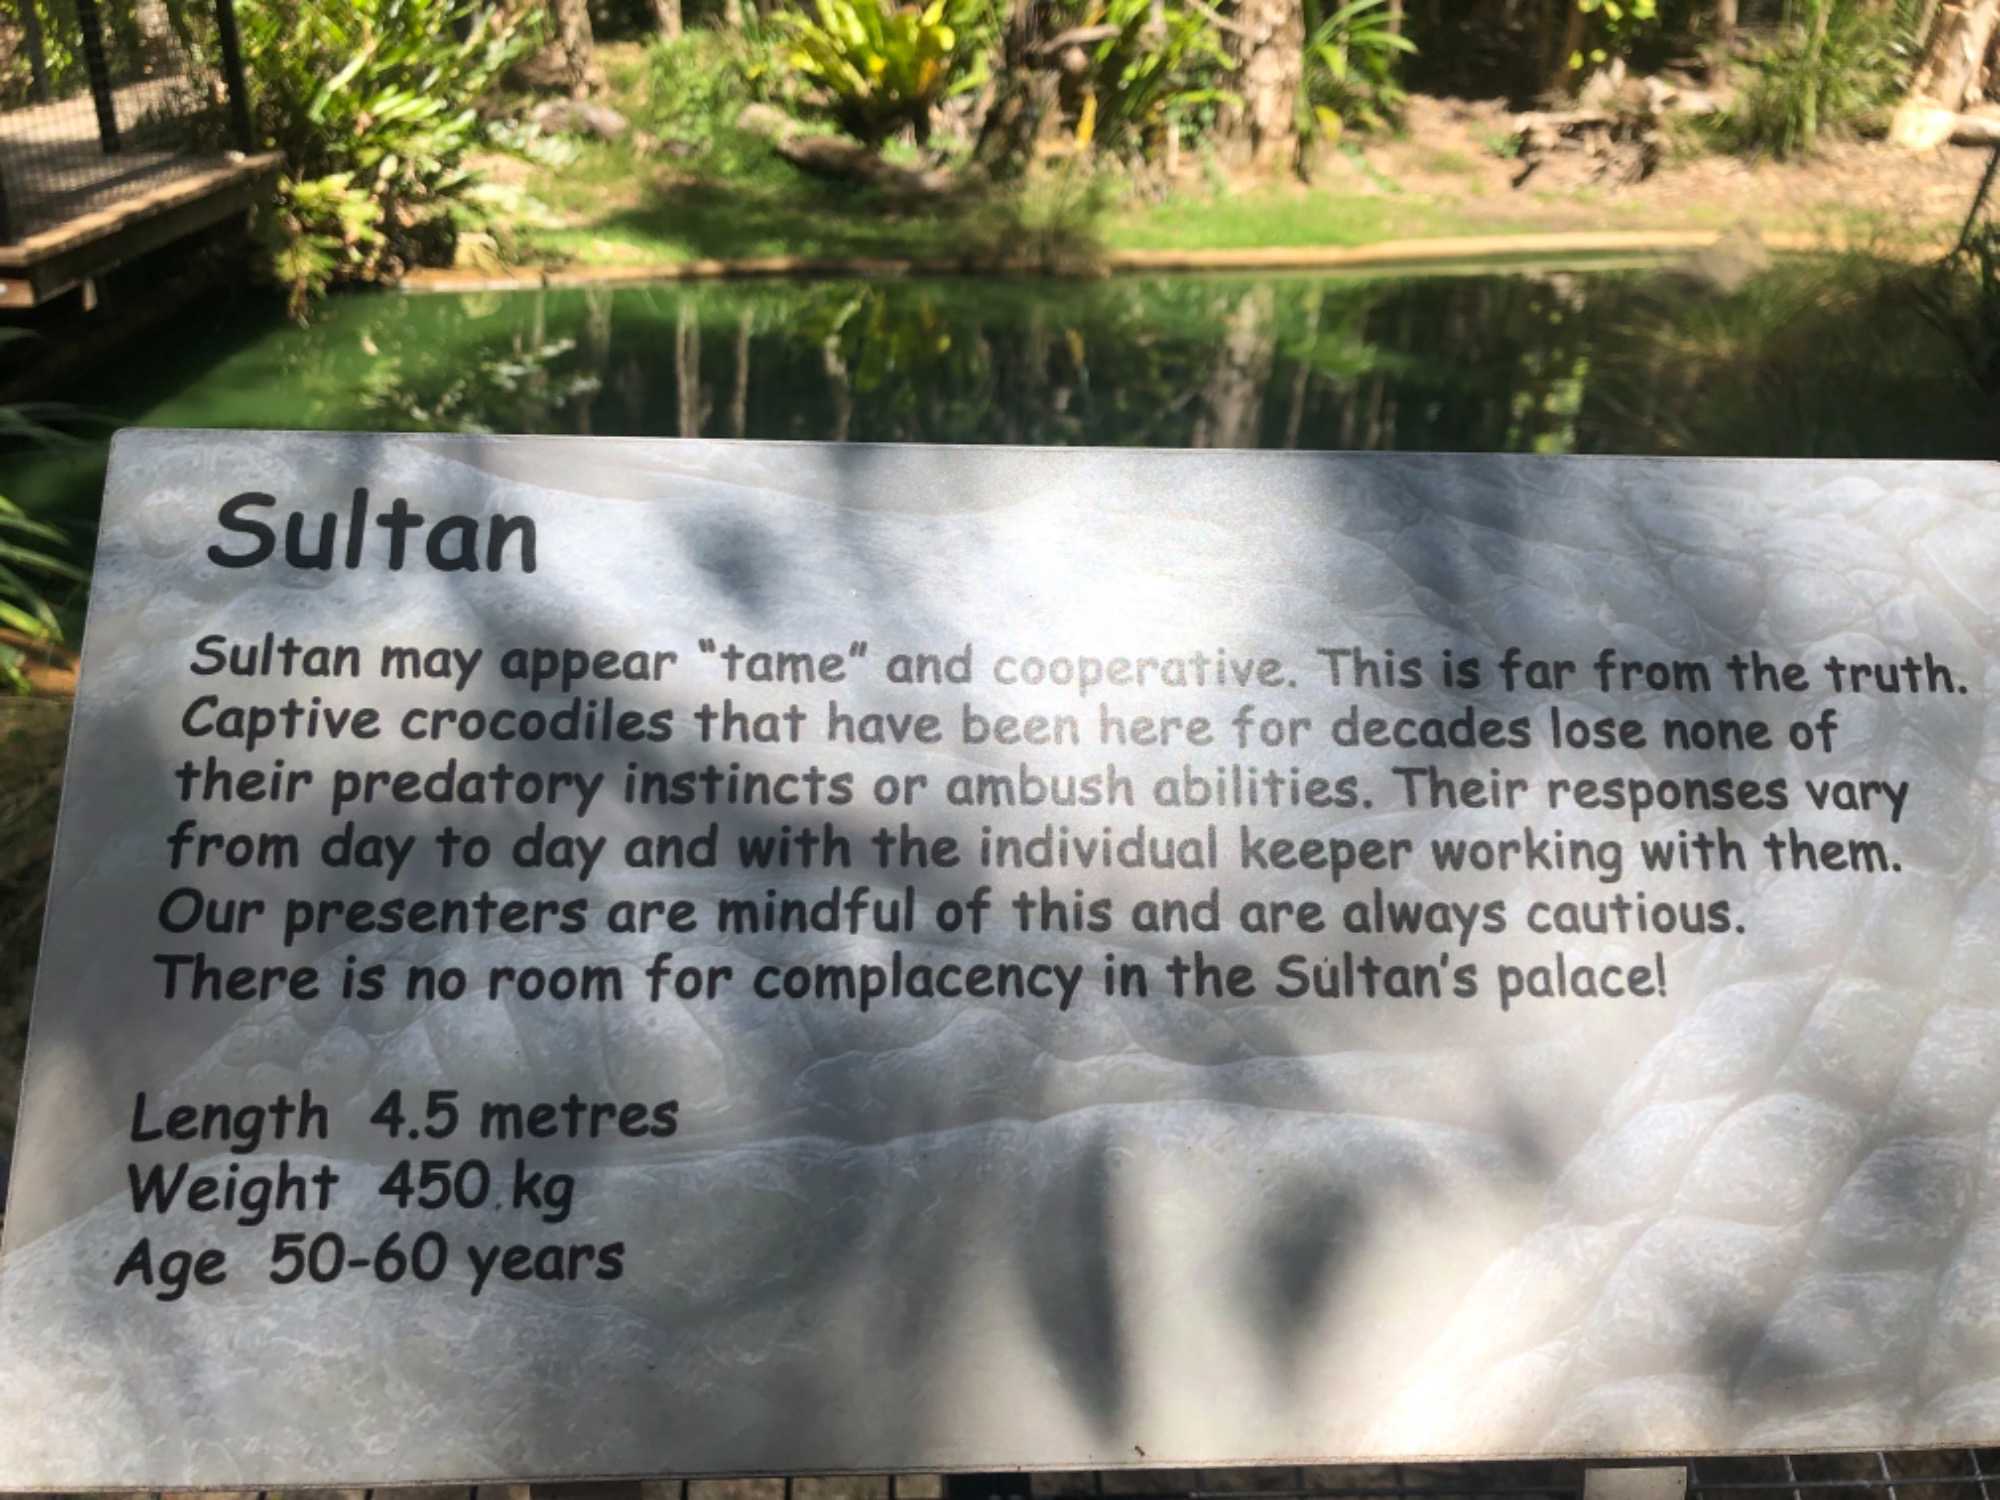 Sultan
Sultan may appear "tame" and cooperative. This is far from the truth.
Captive crocodiles that have been here for decades lose none of
their predatory instincts or ambush abilities. Their responses vary
from day to day and with the individual keeper working with them.
Our presenters are mindful of this and are always cautious.
There is no room for complacency in the Sultan's palace!
Length 4.5 metres
Weight 450 kg
Age 50-60 years